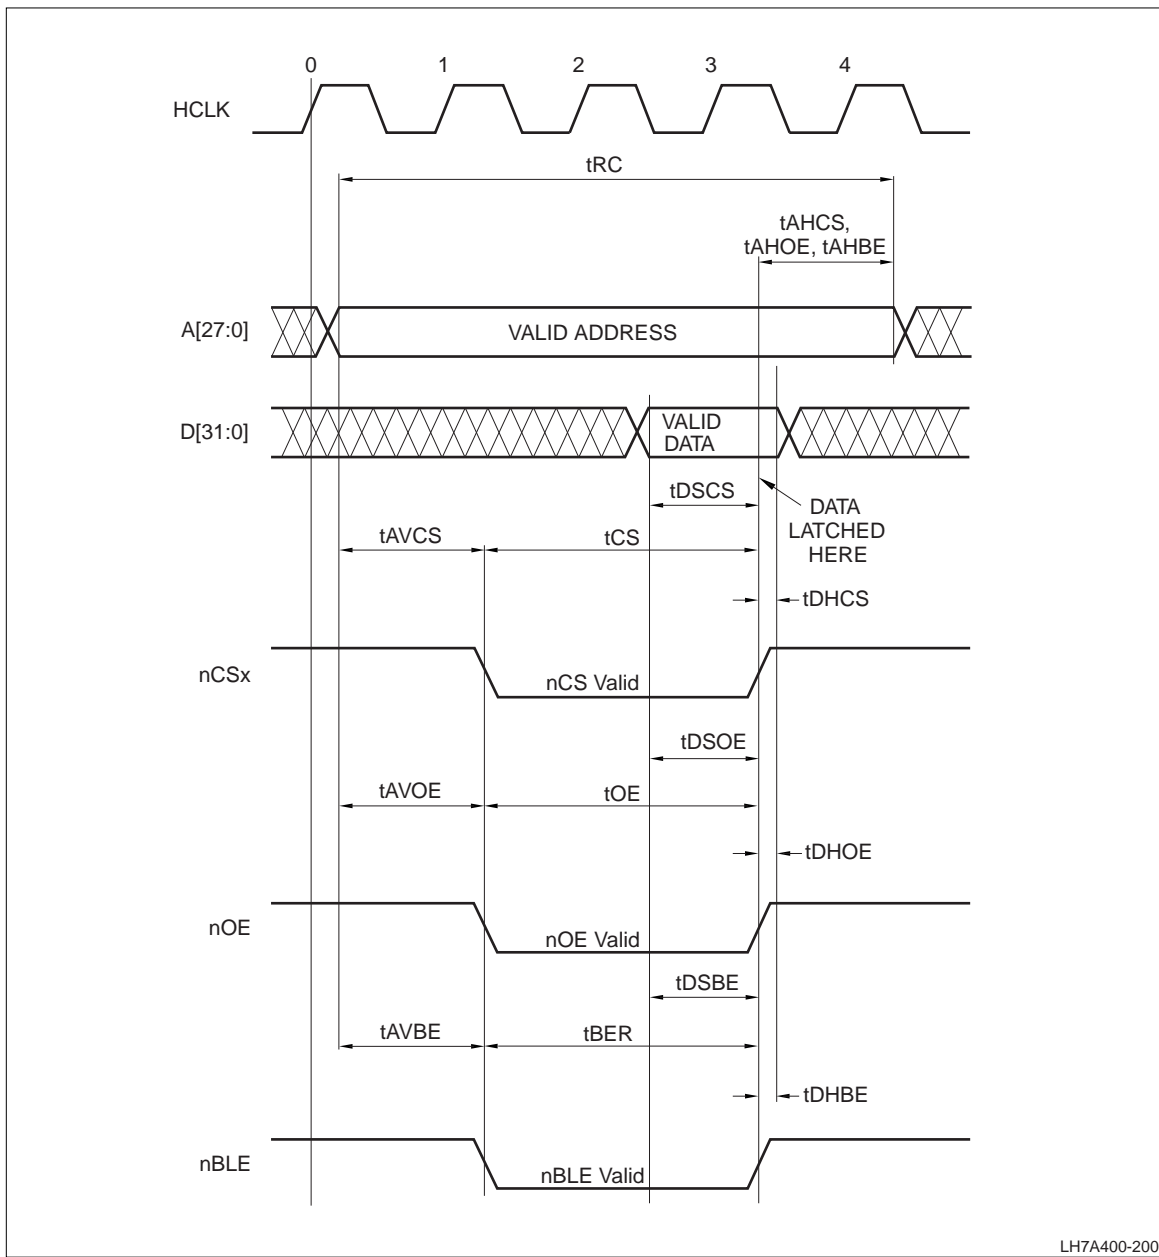 0 1 2 3 4
HCLK
tRC
tAHCS,
tAHOE, tAHBE
A[27:0]
VALID ADDRESS
D[31:0]
VALID
DATA
tDSCS
DATA
LATCHED
HERE
tAVCS
tCS
tDHCS
nCSx
nCS Valid
tDSOE
tAVOE
tOE
tDHOE
nOE
nOE Valid
tDSBE
tAVBE
tBER
tDHBE
nBLE
nBLE Valid
LH7A400-200